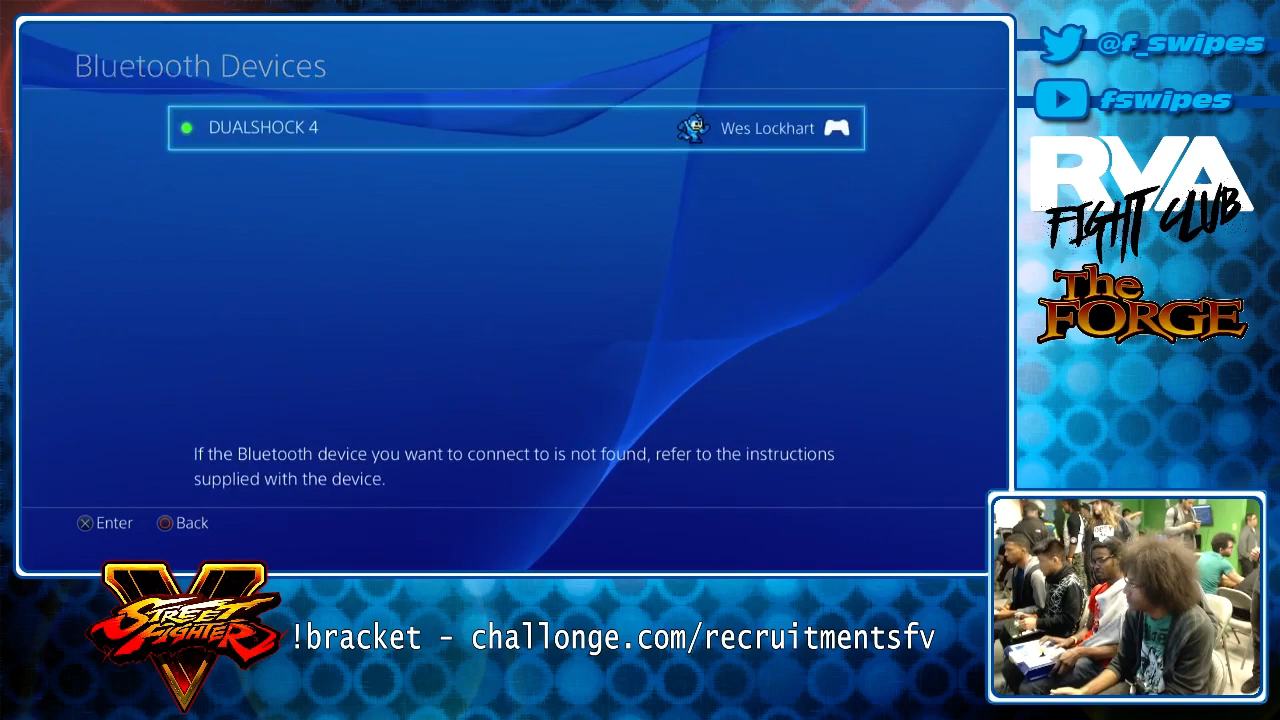 Bluetooth Devices
DUALSHOCK 4
Wes Lockhart
If the Bluetooth device you want to connect to is not found, refer to the instructions
supplied with the device.
Enter
Back
@f_swipes
fswipes
RVA
FIGHT CLUB
The
FORGE
STREET
FIGHTER
V
!bracket - challonge.com/recruitmentsfv